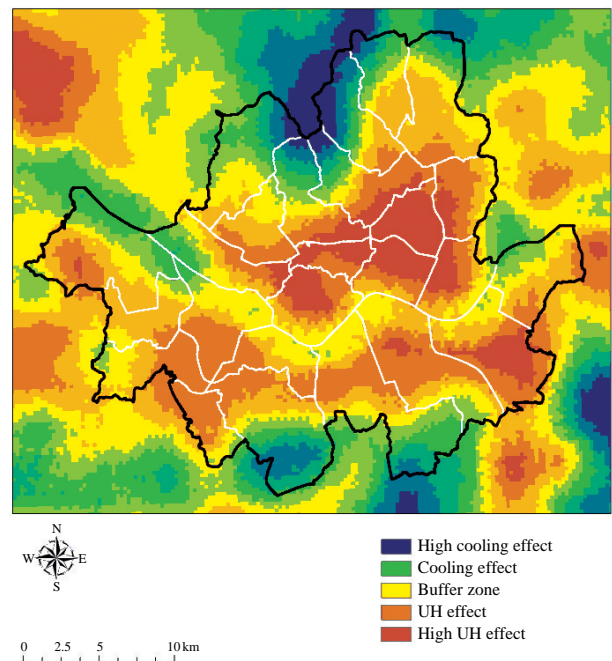 N
W E
S
0 2.5 5 10 km
High cooling effect
Cooling effect
Buffer zone
UH effect
High UH effect